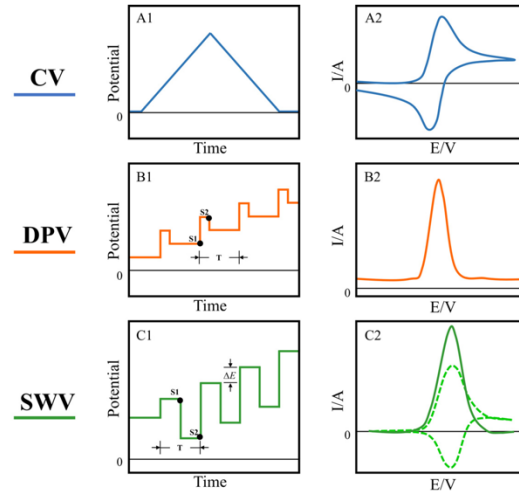 A1
A2
CV
Potential
0
Time
I/A
0
E/V
B1
B2
DPV
Potential
S1
S2
T
0
Time
I/A
0
E/V
C1
C2
SWV
Potential
S1
S2
ΔE
T
0
Time
I/A
0
E/V